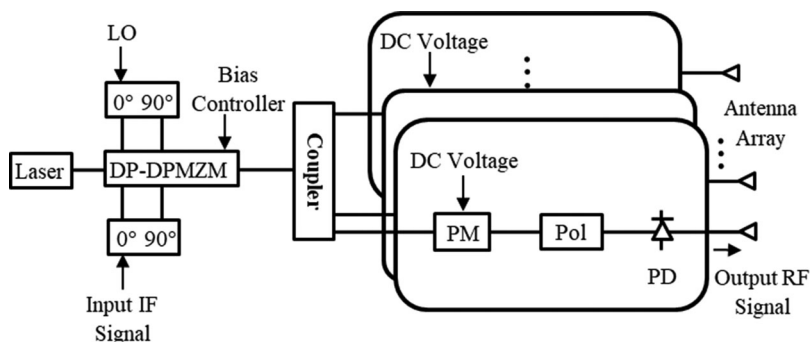 LO
0° 90°
Bias
Controller
Laser
DP-DPMZM
0° 90°
Input IF
Signal
Coupler
DC Voltage
DC Voltage
PM
Pol
PD
Antenna
Array
Output RF
Signal